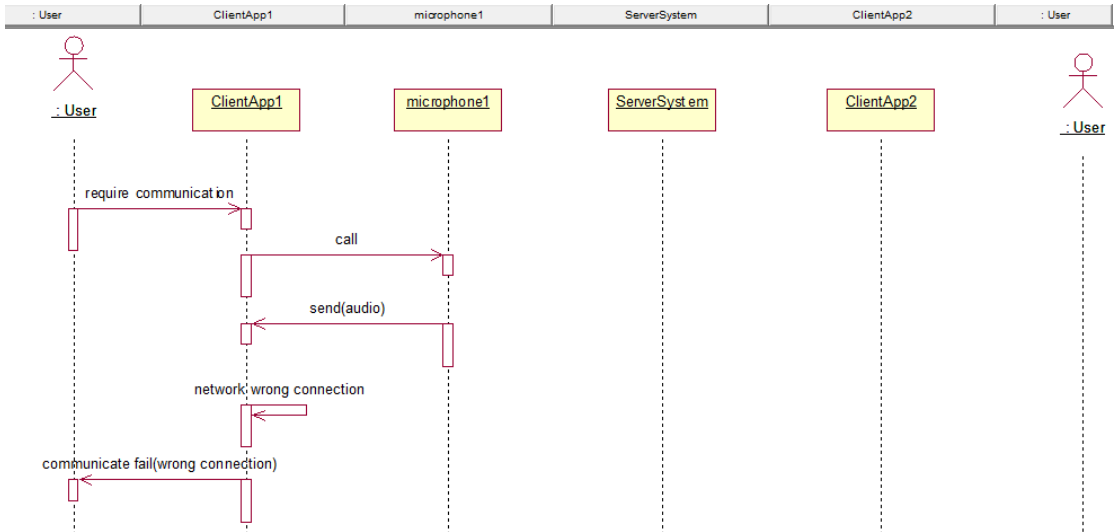 : User ClientApp1 microphone1 ServerSystem ClientApp2 : User
: User
ClientApp1
microphone1
ServerSystem
ClientApp2
: User
require communication
call
send(audio)
network wrong connection
communicate fail(wrong connection)